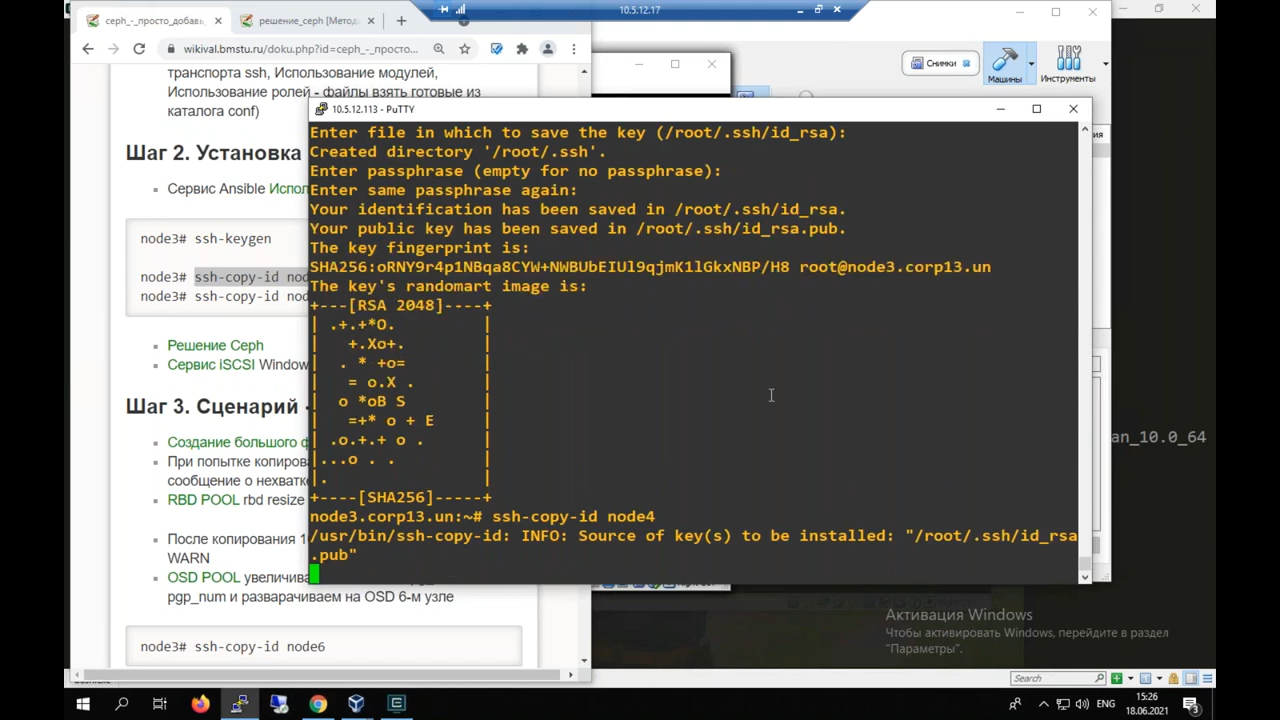 ceph_-_просто_добавь
решение_ceph [Метод
10.5.12.17
wikival.bmstu.ru/doku.php?id=ceph_-_просто...
Снимки
Машины
Инструменты
транспорта ssh, Использование модулей,
Использование ролей - файлы взять готовые из
каталога conf)
Шаг 2. Установка
Сервис Ansible Испол
node3# ssh-keygen
node3# ssh-copy-id nod
node3# ssh-copy-id nod
Решение Ceph
Сервис iSCSI Window
Шаг 3. Сценарий -
Создание большого ф
При попытке копиров
сообщение о нехватк
RBD POOL rbd resize
После копирования 1
WARN
OSD POOL увеличива
pgp_num и разварачиваем на OSD 6-м узле
node3# ssh-copy-id node6
10.5.12.113 - PuTTY
Enter file in which to save the key (/root/.ssh/id_rsa):
Created directory '/root/.ssh'.
Enter passphrase (empty for no passphrase):
Enter same passphrase again:
Your identification has been saved in /root/.ssh/id_rsa.
Your public key has been saved in /root/.ssh/id_rsa.pub.
The key fingerprint is:
SHA256:oRNY9r4p1NBqa8CYW+NWBUbEIUl9qjmK1lGkxNBP/H8 root@node3.corp13.un
The key's randomart image is:
+---[RSA 2048]----+
| .+.+*O.         |
|   +.Xo+.        |
|  . * +o=        |
|   = o.X .       |
|  o *oB S        |
|   =+* o + E     |
| .o.+.+ o .      |
|...o . .         |
|.                |
+----[SHA256]-----+
node3.corp13.un:~# ssh-copy-id node4
/usr/bin/ssh-copy-id: INFO: Source of key(s) to be installed: "/root/.ssh/id_rsa
.pub"
an_10.0_64
Активация Windows
Чтобы активировать Windows, перейдите в раздел
"Параметры".
Search
ENG
15:26
18.06.2021
3